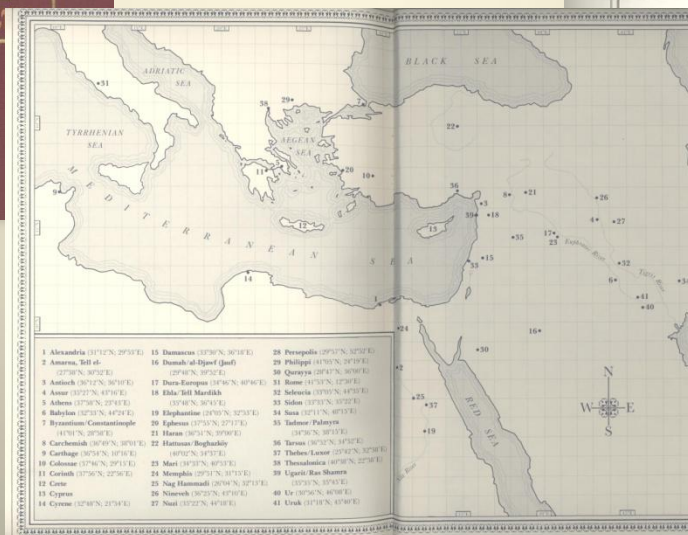 ADRIATIC
SEA
BLACK SEA
TYRRHENIAN
SEA
AEGEAN
SEA
MEDITERRANEAN SEA
Euphrates River
Tigris River
RED
SEA
Nile River
N
W E
S
1 Alexandria (31°12'N; 29°55'E)
2 Amarna, Tell el-
(27°38'N; 30°52'E)
3 Antioch (36°12'N; 36°10'E)
4 Assur (35°27'N; 43°16'E)
5 Athens (37°58'N; 23°43'E)
6 Babylon (32°33'N; 44°24'E)
7 Byzantium/Constantinople
(41°01'N; 28°58'E)
8 Carchemish (36°49'N; 38°01'E)
9 Carthage (36°54'N; 10°16'E)
10 Colossae (37°46'N; 29°15'E)
11 Corinth (37°56'N; 22°56'E)
12 Crete
13 Cyprus
14 Cyrene (32°48'N; 21°54'E)
15 Damascus (33°30'N; 36°18'E)
16 Dumah/al-Djawf (Jauf)
(29°48'N; 39°52'E)
17 Dura-Europus (34°46'N; 40°46'E)
18 Ebla/Tell Mardikh
(35°48'N; 36°45'E)
19 Elephantine (24°05'N; 32°53'E)
20 Ephesus (37°55'N; 27°17'E)
21 Haran (36°51'N; 39°00'E)
22 Hattusas/Boghazköy
(40°02'N; 34°37'E)
23 Mari (34°33'N; 40°53'E)
24 Memphis (29°51'N; 31°15'E)
25 Nag Hammadi (26°04'N; 32°13'E)
26 Nineveh (36°25'N; 43°10'E)
27 Nuzi (35°22'N; 44°18'E)
28 Persepolis (29°57'N; 52°52'E)
29 Philippi (41°05'N; 24°19'E)
30 Qurayya (28°47'N; 36°00'E)
31 Rome (41°53'N; 12°30'E)
32 Seleucia (33°05'N; 44°35'E)
33 Sidon (33°33'N; 35°22'E)
34 Susa (32°11'N; 48°15'E)
35 Tadmor/Palmyra
(34°36'N; 38°15'E)
36 Tarsus (36°52'N; 34°52'E)
37 Thebes/Luxor (25°42'N; 32°38'E)
38 Thessalonica (40°38'N; 22°58'E)
39 Ugarit/Ras Shamra
(35°35'N; 35°45'E)
40 Ur (30°56'N; 46°08'E)
41 Uruk (31°18'N; 45°40'E)